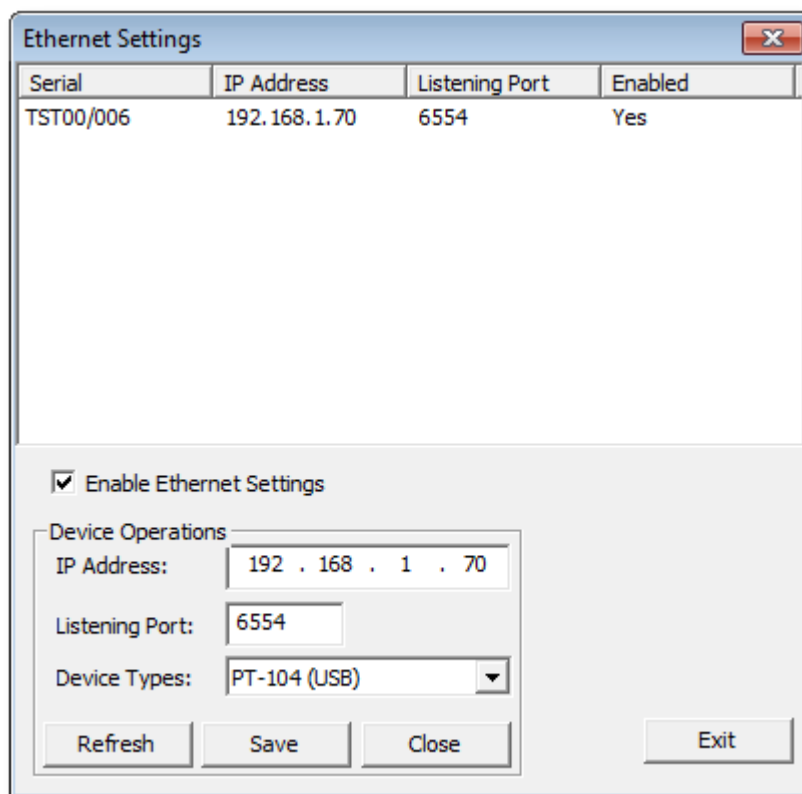 Ethernet Settings
Serial IP Address Listening Port Enabled
TST00/006 192.168.1.70 6554 Yes
Enable Ethernet Settings
Device Operations
IP Address: 192 . 168 . 1 . 70
Listening Port: 6554
Device Types: PT-104 (USB)
Refresh Save Close Exit